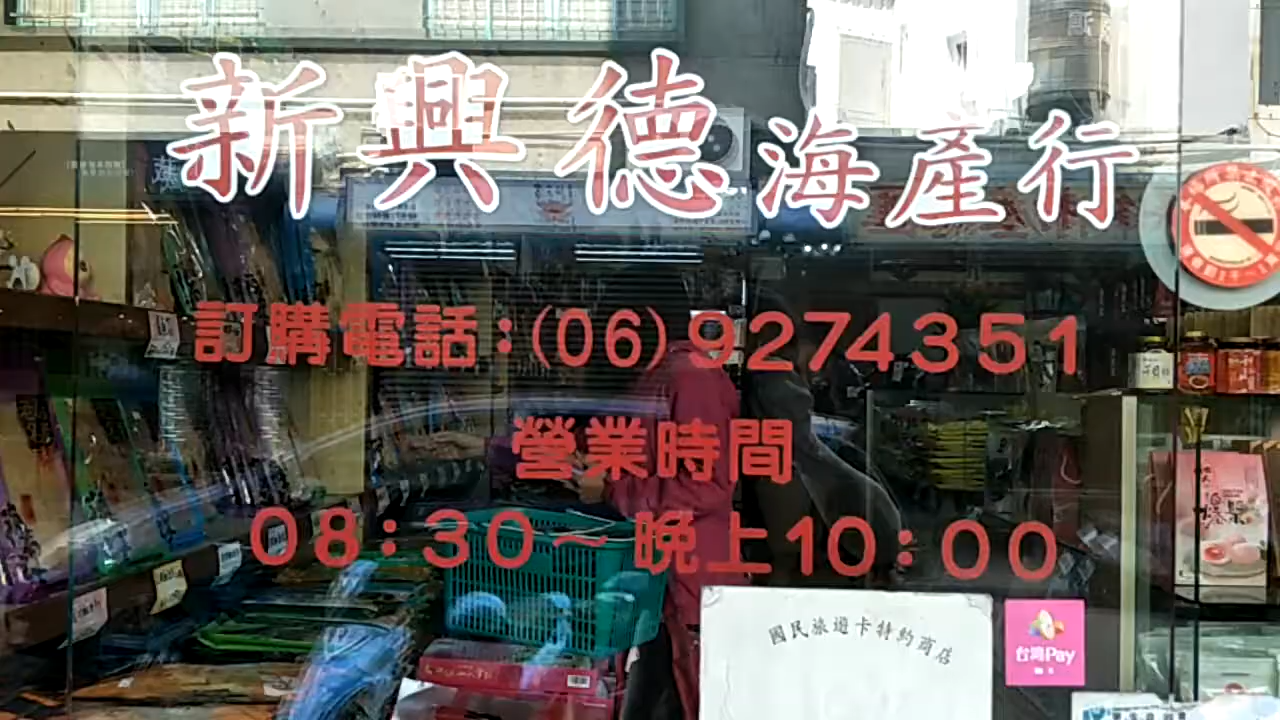 新興德海產行
訂購電話:(06)9274351
營業時間
08:30~晚上10:00
國民旅遊卡特約商店
台灣Pay